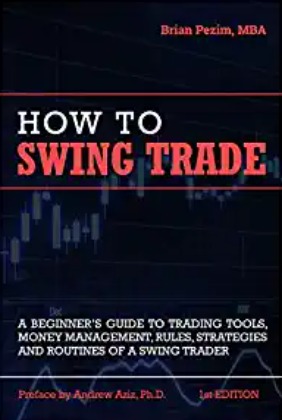 Brian Pezim, MBA
HOW TO
SWING TRADE
Dec
A BEGINNER'S GUIDE TO TRADING TOOLS,
MONEY MANAGEMENT, RULES, STRATEGIES
AND ROUTINES OF A SWING TRADER
Preface by Andrew Aziz, Ph.D. 1st EDITION